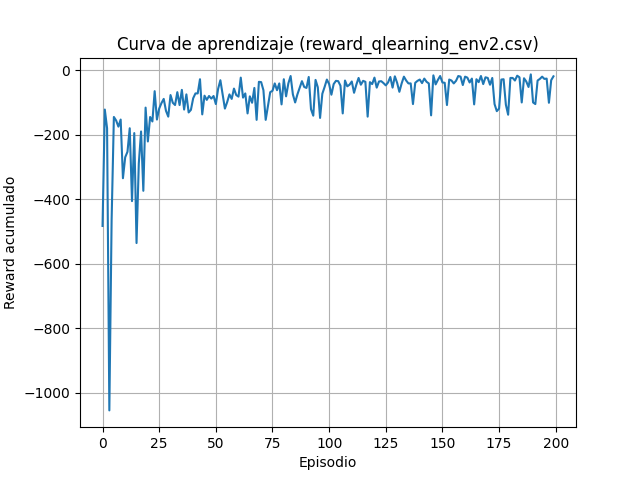 Curva de aprendizaje (reward_qlearning_env2.csv)
Reward acumulado
0
−200
−400
−600
−800
−1000
0 25 50 75 100 125 150 175 200
Episodio